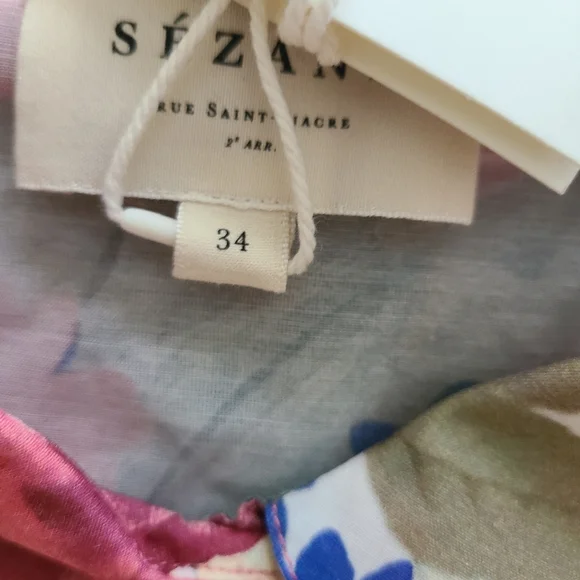 SÉZAN
RUE SAINT-
2e ARR.
34